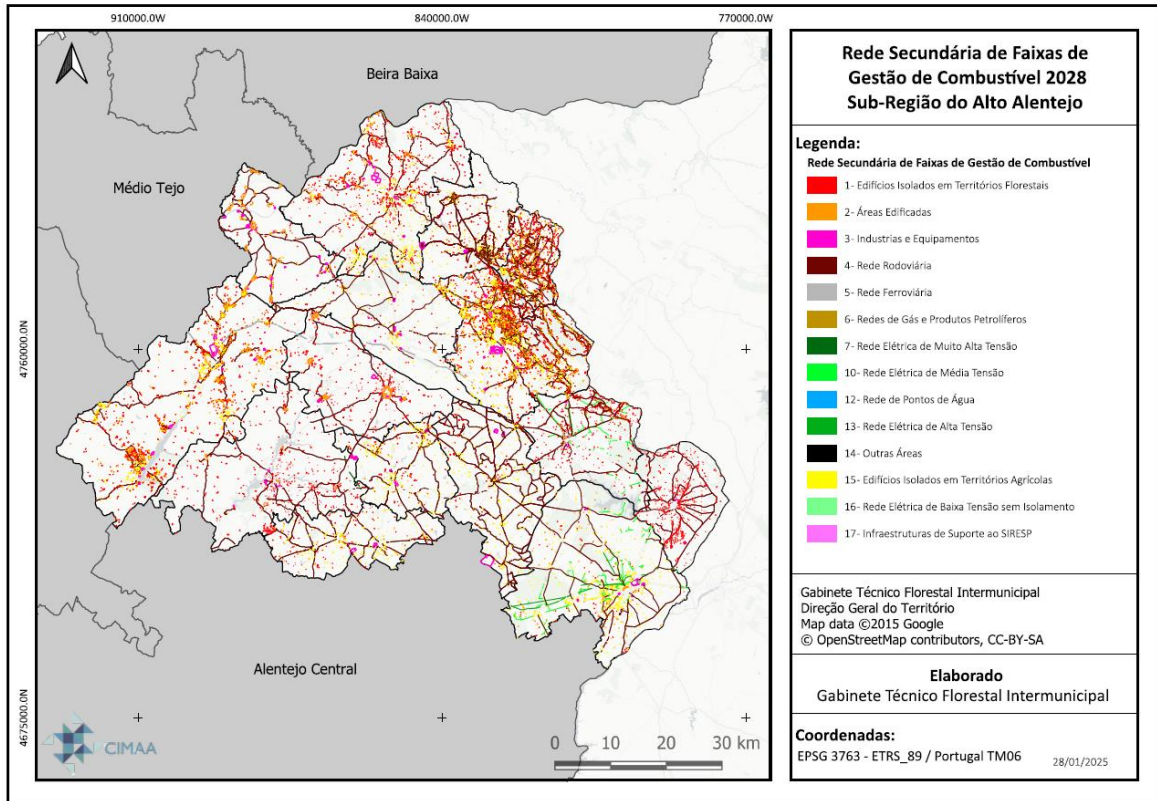 910000.0W
840000.0W
770000.0W
4760000.0N
4675000.0N
Beira Baixa
Médio Tejo
Alentejo Central
CIMAA
0 10 20 30 km
Rede Secundária de Faixas de
Gestão de Combustível 2028
Sub-Região do Alto Alentejo
Legenda:
Rede Secundária de Faixas de Gestão de Combustível
1- Edifícios Isolados em Territórios Florestais
2- Áreas Edificadas
3- Industrias e Equipamentos
4- Rede Rodoviária
5- Rede Ferroviária
6- Redes de Gás e Produtos Petrolíferos
7- Rede Elétrica de Muito Alta Tensão
10- Rede Elétrica de Média Tensão
12- Rede de Pontos de Água
13- Rede Elétrica de Alta Tensão
14- Outras Áreas
15- Edifícios Isolados em Territórios Agrícolas
16- Rede Elétrica de Baixa Tensão sem Isolamento
17- Infraestruturas de Suporte ao SIRESP
Gabinete Técnico Florestal Intermunicipal
Direção Geral do Território
Map data ©2015 Google
© OpenStreetMap contributors, CC-BY-SA
Elaborado
Gabinete Técnico Florestal Intermunicipal
Coordenadas:
EPSG 3763 - ETRS_89 / Portugal TM06
28/01/2025